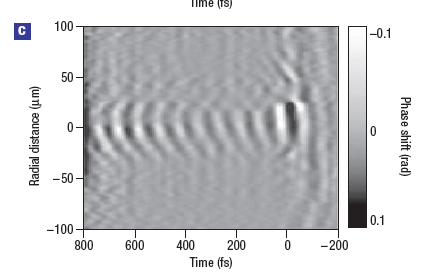 Time (fs)
C
100
50
0
−50
−100
Radial distance (μm)
800 600 400 200 0 −200
Time (fs)
−0.1
0
0.1
Phase shift (rad)